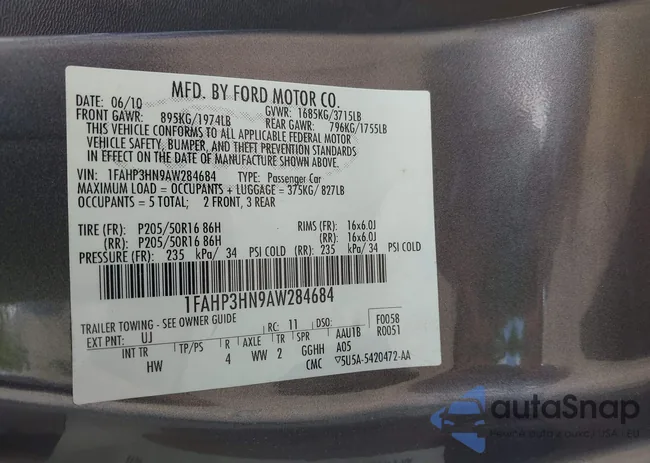 MFD. BY FORD MOTOR CO.
DATE: 06/10 GVWR: 1685KG/3715LB
FRONT GAWR: 895KG/1974LB REAR GAWR: 796KG/1755LB
THIS VEHICLE CONFORMS TO ALL APPLICABLE FEDERAL MOTOR
VEHICLE SAFETY, BUMPER, AND THEFT PREVENTION STANDARDS
IN EFFECT ON THE DATE OF MANUFACTURE SHOWN ABOVE.
VIN: 1FAHP3HN9AW284684 TYPE: Passenger Car
MAXIMUM LOAD = OCCUPANTS + LUGGAGE = 375KG/ 827LB
OCCUPANTS = 5 TOTAL; 2 FRONT, 3 REAR
TIRE (FR): P205/50R16 86H RIMS (FR): 16x6.0J
(RR): P205/50R16 86H (RR): 16x6.0J
PRESSURE (FR): 235 kPa/ 34 PSI COLD (RR): 235 kPa/ 34 PSI COLD
1FAHP3HN9AW284684
TRAILER TOWING - SEE OWNER GUIDE
EXT PNT: UJ RC: 11 DSO: F005B
R0051
INT TR TP/PS R AXLE TR SPR AAU1B
HW 4 WW 2 GGHH A05
CMC ▽5U5A-5420472-AA
autoSnap